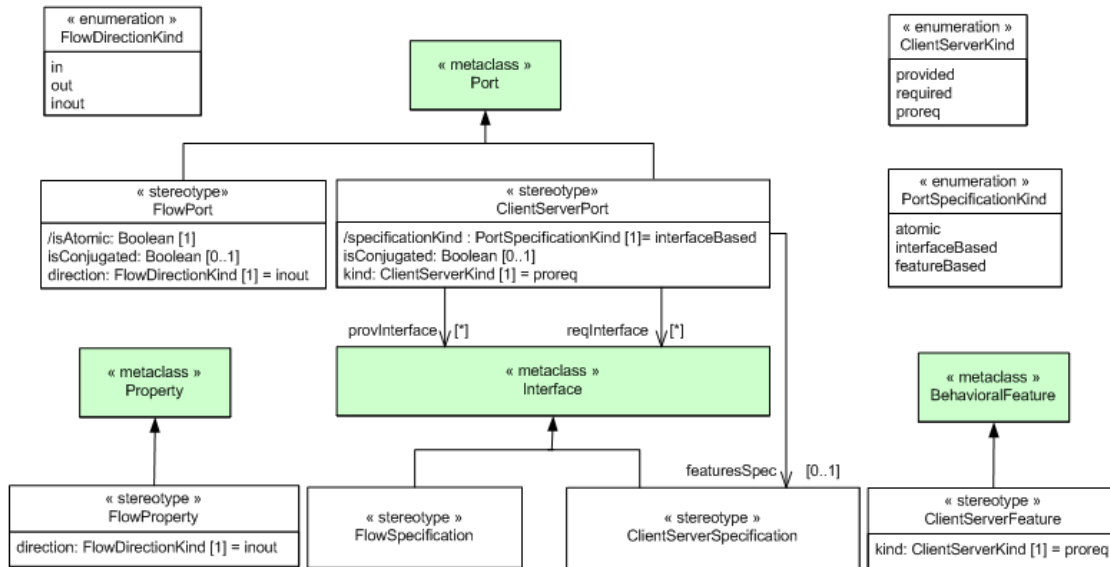 « enumeration »
FlowDirectionKind
in
out
inout
« metaclass »
Port
« enumeration »
ClientServerKind
provided
required
proreq
« stereotype»
FlowPort
/isAtomic: Boolean [1]
isConjugated: Boolean [0..1]
direction: FlowDirectionKind [1] = inout
« stereotype»
ClientServerPort
/specificationKind : PortSpecificationKind [1]= interfaceBased
isConjugated: Boolean [0..1]
kind: ClientServerKind [1] = proreq
« enumeration »
PortSpecificationKind
atomic
interfaceBased
featureBased
provInterface [*]
reqInterface [*]
« metaclass »
Property
« metaclass »
Interface
« metaclass »
BehavioralFeature
featuresSpec [0..1]
« stereotype »
FlowProperty
direction: FlowDirectionKind [1] = inout
« stereotype »
FlowSpecification
« stereotype »
ClientServerSpecification
« stereotype »
ClientServerFeature
kind: ClientServerKind [1] = proreq